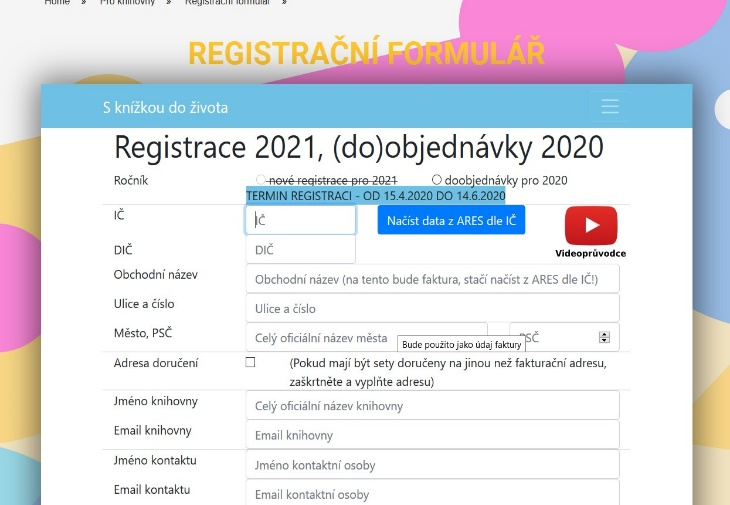 Home » Pro knihovny » Registrační formulář »
REGISTRAČNÍ FORMULÁŘ
S knížkou do života
Registrace 2021, (do)objednávky 2020
Ročník nové registrace pro 2021 doobjednávky pro 2020
TERMIN REGISTRACI - OD 15.4.2020 DO 14.6.2020
IČ IČ Načíst data z ARES dle IČ
Videoprůvodce
DIČ DIČ
Obchodní název Obchodní název (na tento bude faktura, stačí načíst z ARES dle IČ!)
Ulice a číslo Ulice a číslo
Město, PSČ Celý oficiální název města PSČ
Bude použito jako údaj faktury
Adresa doručení (Pokud mají být sety doručeny na jinou než fakturační adresu,
zaškrtněte a vyplňte adresu)
Jméno knihovny Celý oficiální název knihovny
Email knihovny Email knihovny
Jméno kontaktu Jméno kontaktní osoby
Email kontaktu Email kontaktní osoby